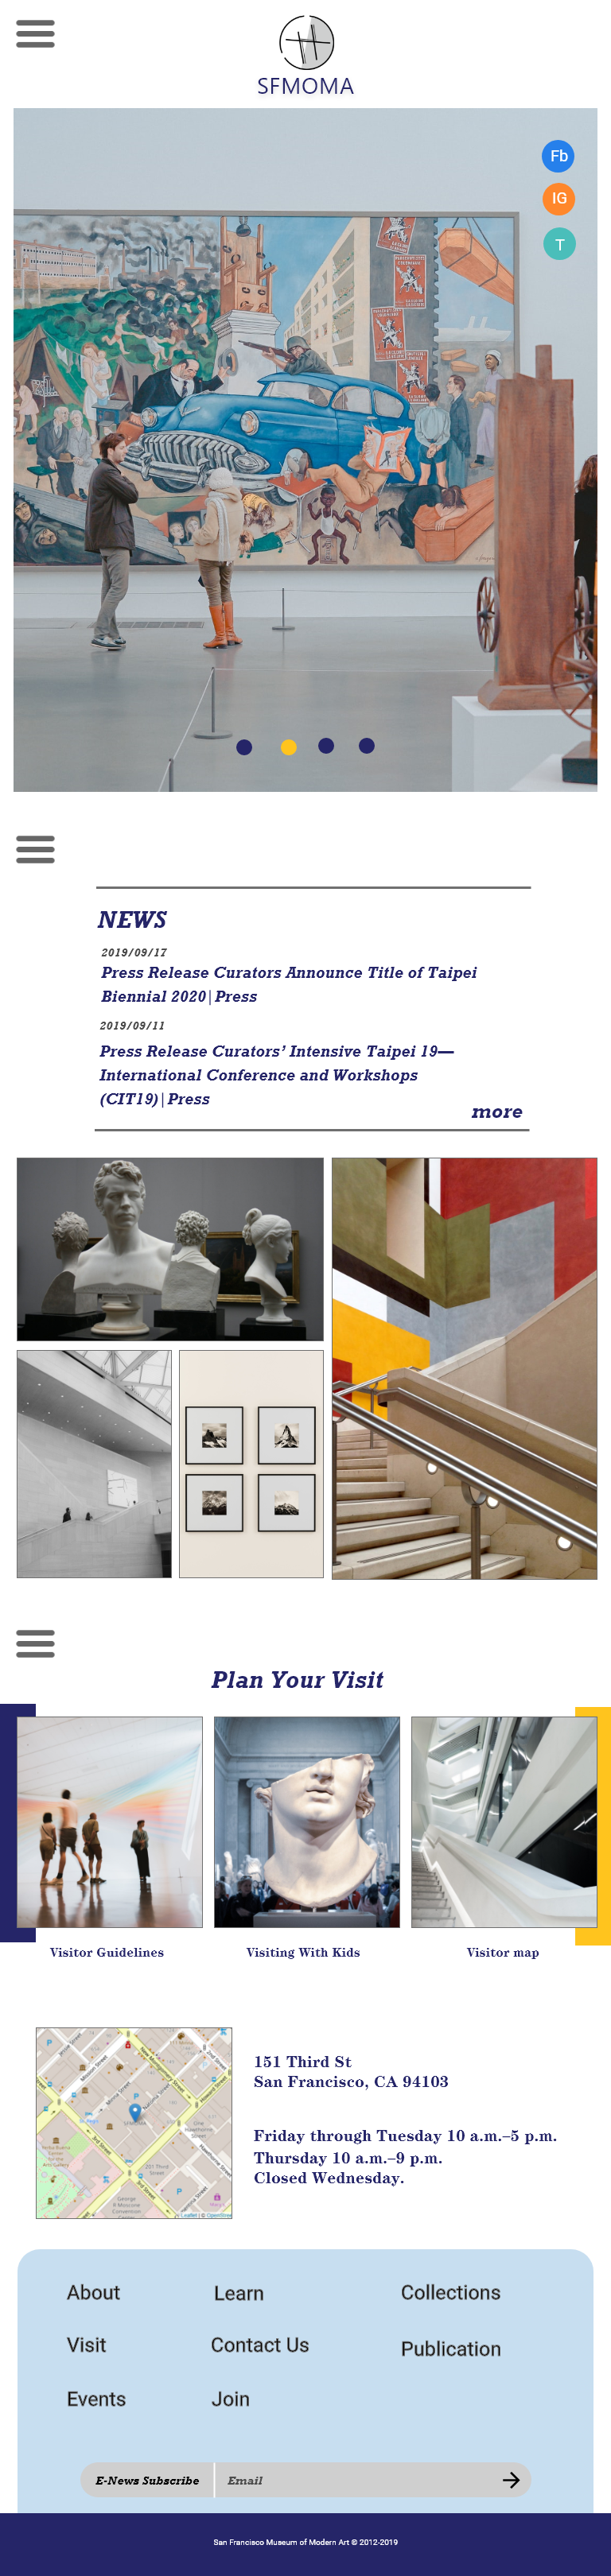 SFMOMA
Fb
IG
T
NEWS
2019/09/17
Press Release Curators Announce Title of Taipei
Biennial 2020|Press
2019/09/11
Press Release Curators’ Intensive Taipei 19—
International Conference and Workshops
(CIT19)|Press
more
Plan Your Visit
Visitor Guidelines
Visiting With Kids
Visitor map
151 Third St
San Francisco, CA 94103
Friday through Tuesday 10 a.m.–5 p.m.
Thursday 10 a.m.–9 p.m.
Closed Wednesday.
About
Learn
Collections
Visit
Contact Us
Publication
Events
Join
E-News Subscribe
Email
San Francisco Museum of Modern Art © 2012-2019